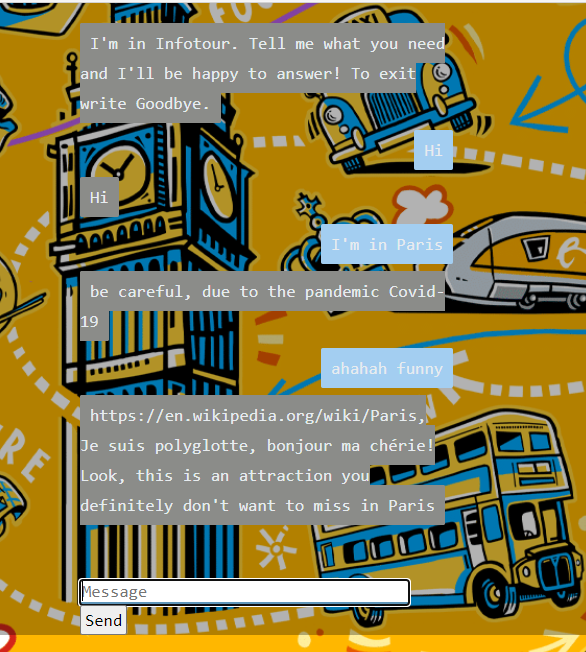 I'm in Infotour. Tell me what you need
and I'll be happy to answer! To exit
write Goodbye.
Hi
Hi
I'm in Paris
be careful, due to the pandemic Covid-
19
ahahah funny
https://en.wikipedia.org/wiki/Paris,
Je suis polyglotte, bonjour ma chérie!
Look, this is an attraction you
definitely don't want to miss in Paris
Message
Send